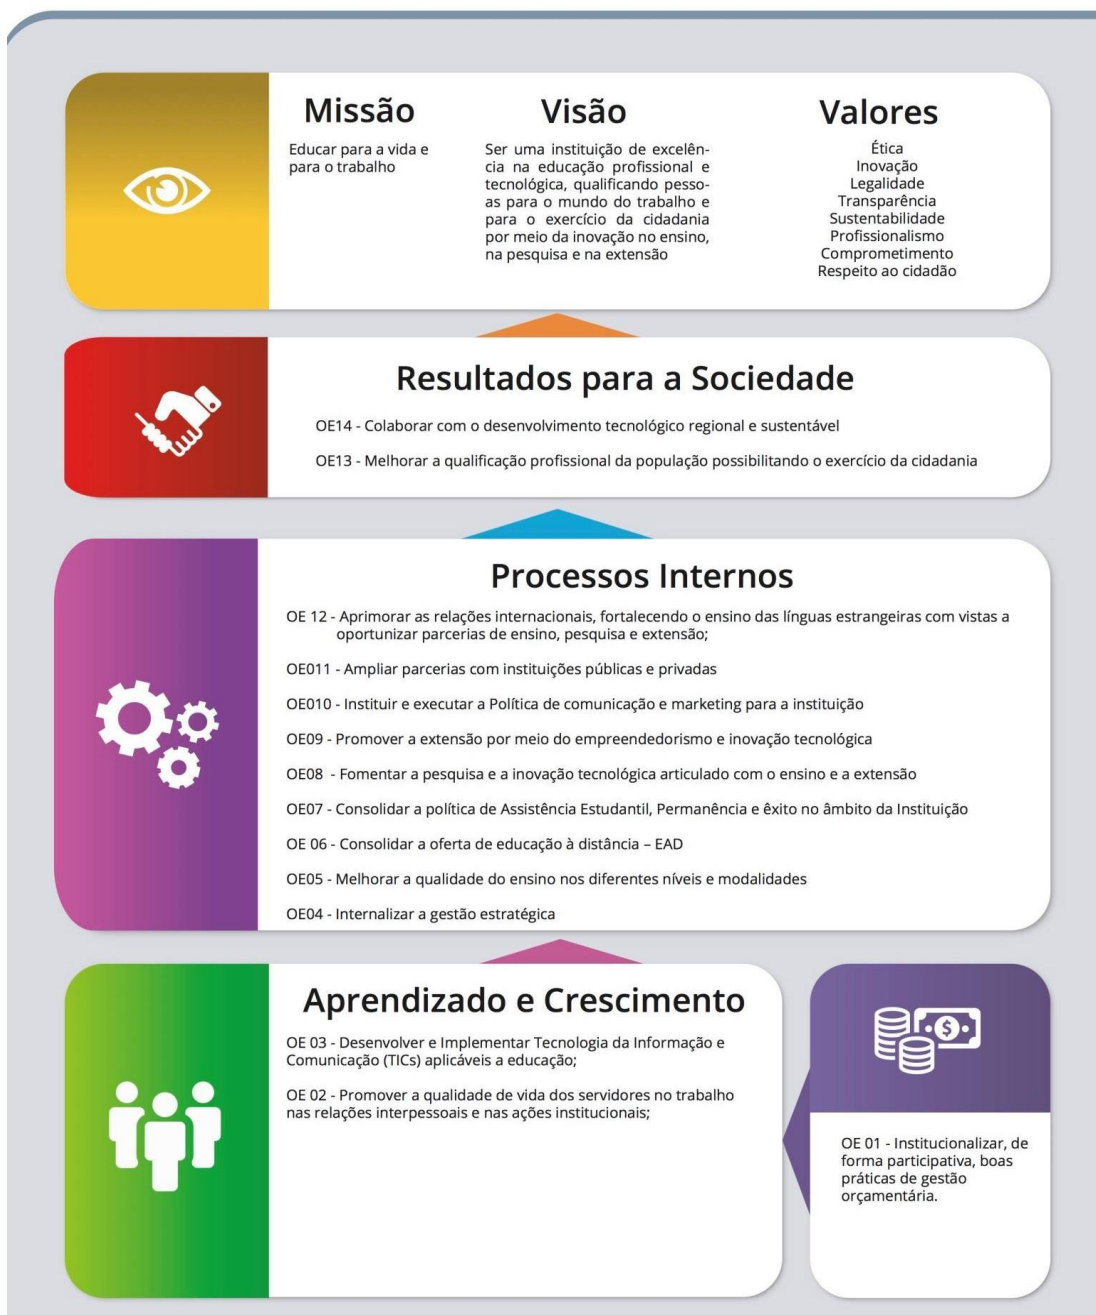 Missão
Educar para a vida e
para o trabalho
Visão
Ser uma instituição de excelên-
cia na educação profissional e
tecnológica, qualificando pesso-
as para o mundo do trabalho e
para o exercício da cidadania
por meio da inovação no ensino,
na pesquisa e na extensão
Valores
Ética
Inovação
Legalidade
Transparência
Sustentabilidade
Profissionalismo
Comprometimento
Respeito ao cidadão
Resultados para a Sociedade
OE14 - Colaborar com o desenvolvimento tecnológico regional e sustentável
OE13 - Melhorar a qualificação profissional da população possibilitando o exercício da cidadania
Processos Internos
OE 12 - Aprimorar as relações internacionais, fortalecendo o ensino das línguas estrangeiras com vistas a
oportunizar parcerias de ensino, pesquisa e extensão;
OE011 - Ampliar parcerias com instituições públicas e privadas
OE010 - Instituir e executar a Política de comunicação e marketing para a instituição
OE09 - Promover a extensão por meio do empreendedorismo e inovação tecnológica
OE08 - Fomentar a pesquisa e a inovação tecnológica articulado com o ensino e a extensão
OE07 - Consolidar a política de Assistência Estudantil, Permanência e êxito no âmbito da Instituição
OE 06 - Consolidar a oferta de educação à distância – EAD
OE05 - Melhorar a qualidade do ensino nos diferentes níveis e modalidades
OE04 - Internalizar a gestão estratégica
Aprendizado e Crescimento
OE 03 - Desenvolver e Implementar Tecnologia da Informação e
Comunicação (TICs) aplicáveis a educação;
OE 02 - Promover a qualidade de vida dos servidores no trabalho
nas relações interpessoais e nas ações institucionais;
$
OE 01 - Institucionalizar, de
forma participativa, boas
práticas de gestão
orçamentária.